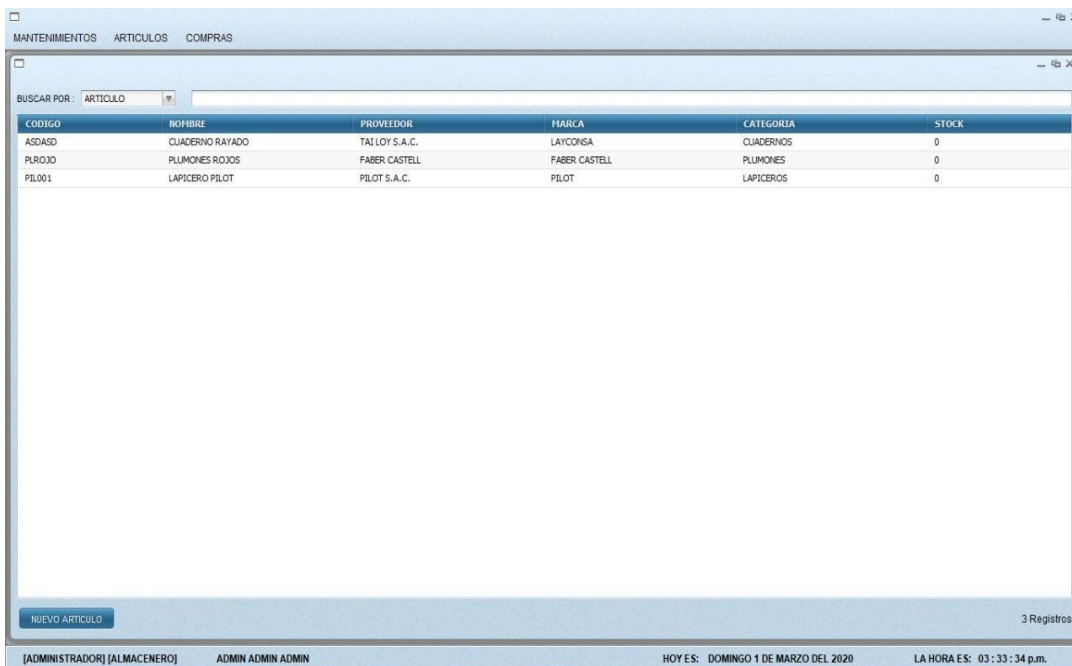 MANTENIMIENTOS ARTICULOS COMPRAS
BUSCAR POR : ARTICULO
CODIGO NOMBRE PROVEEDOR MARCA CATEGORIA STOCK
ASDASD CUADERNO RAYADO TAI LOY S.A.C. LAYCONSA CUADERNOS 0
PLROJO PLUMONES ROJOS FABER CASTELL FABER CASTELL PLUMONES 0
PIL001 LAPICERO PILOT PILOT S.A.C. PILOT LAPICEROS 0
NUEVO ARTICULO 3 Registros
[ADMINISTRADOR] [ALMACENERO] ADMIN ADMIN ADMIN HOY ES: DOMINGO 1 DE MARZO DEL 2020 LA HORA ES: 03 : 33 : 34 p.m.